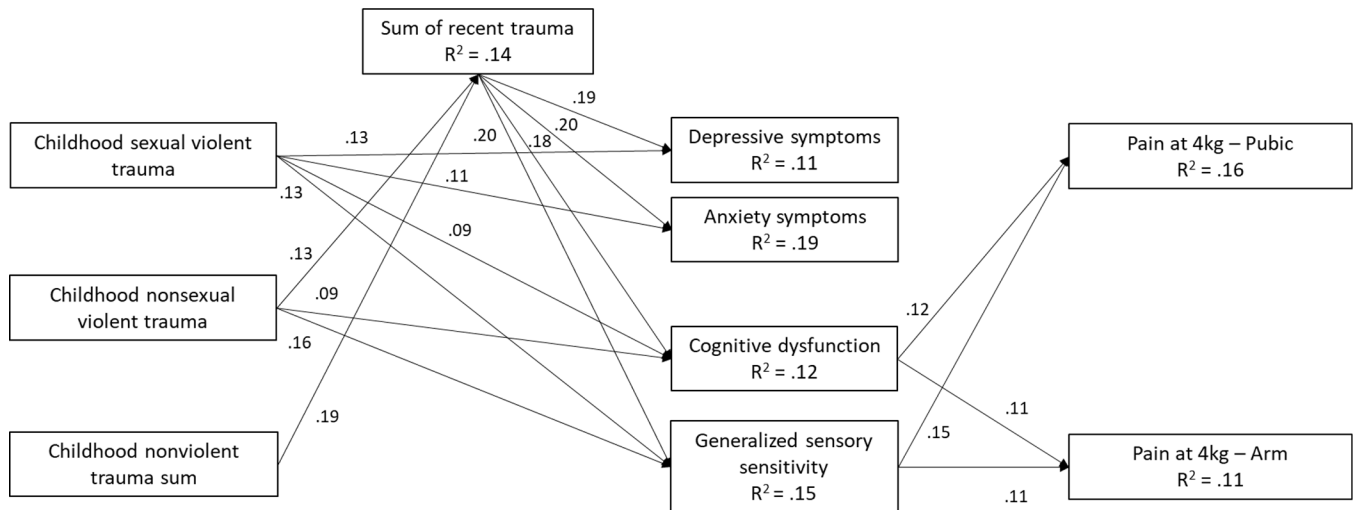 Sum of recent trauma
R² = .14
Childhood sexual violent
trauma
Childhood nonsexual
violent trauma
Childhood nonviolent
trauma sum
.13
.11
.13
.09
.13
.09
.16
.19
.19
.20
.20
.18
Depressive symptoms
R² = .11
Anxiety symptoms
R² = .19
Cognitive dysfunction
R² = .12
Generalized sensory
sensitivity
R² = .15
.12
.11
.15
.11
Pain at 4kg – Pubic
R² = .16
Pain at 4kg – Arm
R² = .11